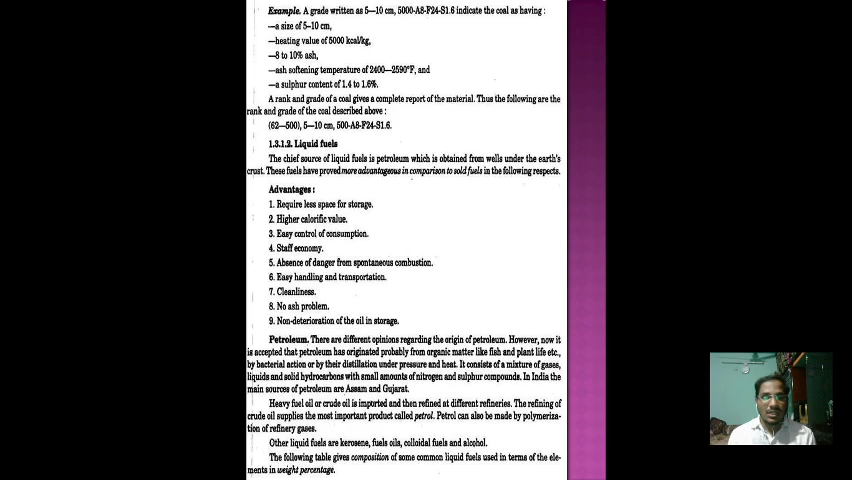 Example. A grade written as 5—10 cm, 5000-A8-F24-S1.6 indicate the coal as having :
—a size of 5–10 cm,
—heating value of 5000 kcal/kg,
—8 to 10% ash,
—ash softening temperature of 2400—2590°F, and
—a sulphur content of 1.4 to 1.6%.
A rank and grade of a coal gives a complete report of the material. Thus the following are the
rank and grade of the coal described above :
(62—500), 5—10 cm, 500-A8-F24-S1.6.
1.3.1.2. Liquid fuels
The chief source of liquid fuels is petroleum which is obtained from wells under the earth's
crust. These fuels have proved more advantageous in comparison to sold fuels in the following respects.
Advantages :
1. Require less space for storage.
2. Higher calorific value.
3. Easy control of consumption.
4. Staff economy.
5. Absence of danger from spontaneous combustion.
6. Easy handling and transportation.
7. Cleanliness.
8. No ash problem.
9. Non-deterioration of the oil in storage.
Petroleum. There are different opinions regarding the origin of petroleum. However, now it
is accepted that petroleum has originated probably from organic matter like fish and plant life etc.,
by bacterial action or by their distillation under pressure and heat. It consists of a mixture of gases,
liquids and solid hydrocarbons with small amounts of nitrogen and sulphur compounds. In India the
main sources of petroleum are Assam and Gujarat.
Heavy fuel oil or crude oil is imported and then refined at different refineries. The refining of
crude oil supplies the most important product called petrol. Petrol can also be made by polymeriza-
tion of refinery gases.
Other liquid fuels are kerosene, fuels oils, colloidal fuels and alcohol.
The following table gives composition of some common liquid fuels used in terms of the ele-
ments in weight percentage.